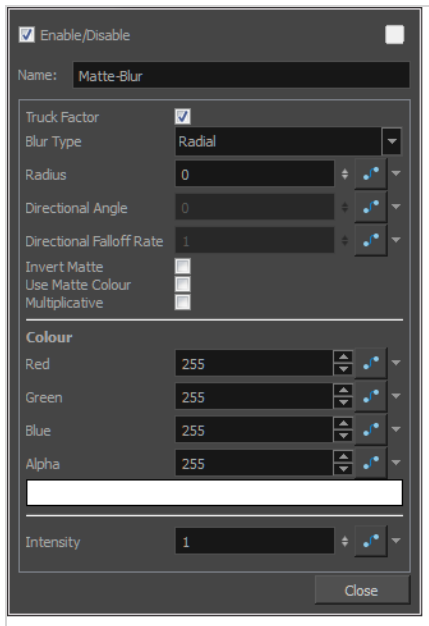 Enable/Disable
Name: Matte-Blur
Truck Factor
Blur Type Radial
Radius 0
Directional Angle 0
Directional Falloff Rate 1
Invert Matte
Use Matte Colour
Multiplicative
Colour
Red 255
Green 255
Blue 255
Alpha 255
Intensity 1
Close